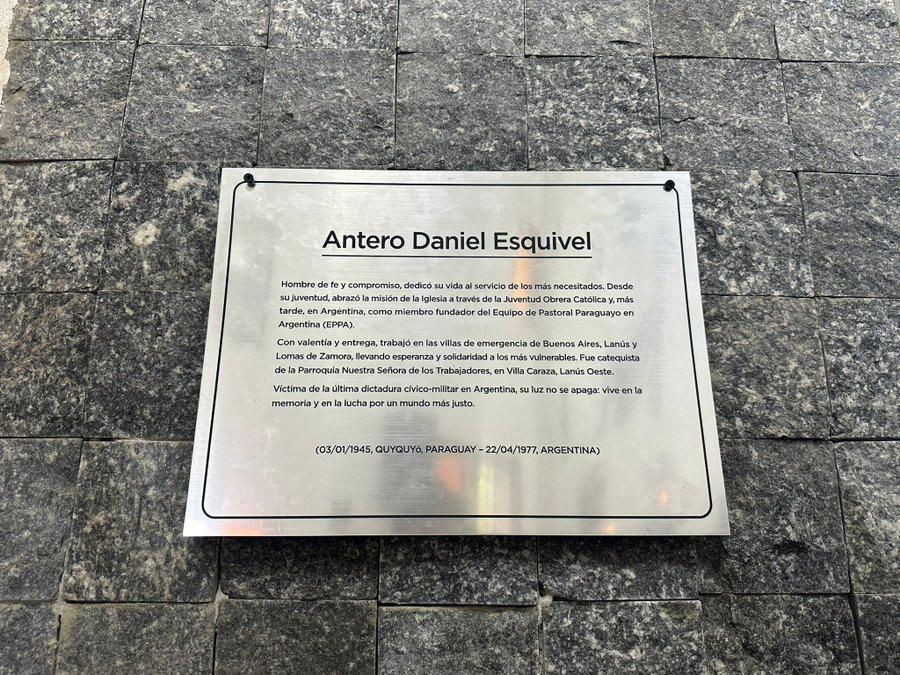 Antero Daniel Esquivel
Hombre de fe y compromiso, dedicó su vida al servicio de los más necesitados. Desde
su juventud, abrazó la misión de la Iglesia a través de la Juventud Obrera Católica y, más
tarde, en Argentina, como miembro fundador del Equipo de Pastoral Paraguayo en
Argentina (EPPA).
Con valentía y entrega, trabajó en las villas de emergencia de Buenos Aires, Lanús y
Lomas de Zamora, llevando esperanza y solidaridad a los más vulnerables. Fue catequista
de la Parroquia Nuestra Señora de los Trabajadores, en Villa Caraza, Lanús Oeste.
Víctima de la última dictadura cívico-militar en Argentina, su luz no se apaga: vive en la
memoria y en la lucha por un mundo más justo.
(03/01/1945, QUYQUYó, PARAGUAY – 22/04/1977, ARGENTINA)